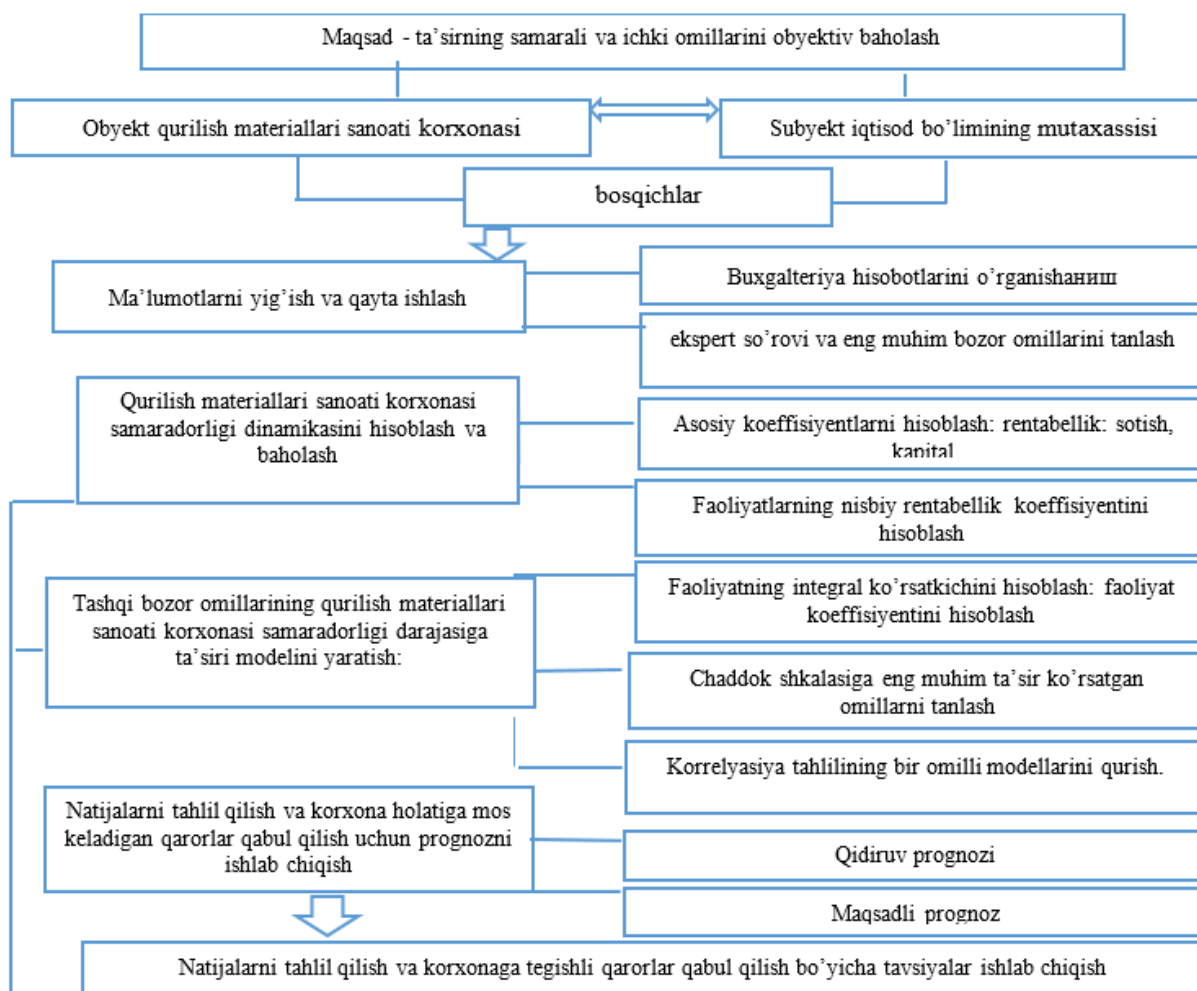 Maqsad - ta’sirning samarali va ichki omillarini obyektiv baholash
Obyekt qurilish materiallari sanoati korxonasi
Subyekt iqtisod bo’limining mutaxassisi
bosqichlar
Ma’lumotlarni yig’ish va qayta ishlash
Buxgalteriya hisobotlarini o’rganishаниш
ekspert so’rovi va eng muhim bozor omillarini tanlash
Qurilish materiallari sanoati korxonasi
samaradorligi dinamikasini hisoblash va
baholash
Asosiy koeffisiyentlarni hisoblash: rentabellik: sotish,
kapital
Faoliyatlarning nisbiy rentabellik koeffisiyentini
hisoblash
Tashqi bozor omillarining qurilish materiallari
sanoati korxonasi samaradorligi darajasiga
ta’siri modelini yaratish:
Faoliyatning integral ko’rsatkichini hisoblash: faoliyat
koeffisiyentini hisoblash
Chaddok shkalasiga eng muhim ta’sir ko’rsatgan
omillarni tanlash
Korrelyasiya tahlilining bir omilli modellarini qurish.
Natijalarni tahlil qilish va korxona holatiga mos
keladigan qarorlar qabul qilish uchun prognozni
ishlab chiqish
Qidiruv prognozi
Maqsadli prognoz
Natijalarni tahlil qilish va korxonaga tegishli qarorlar qabul qilish bo’yicha tavsiyalar ishlab chiqish